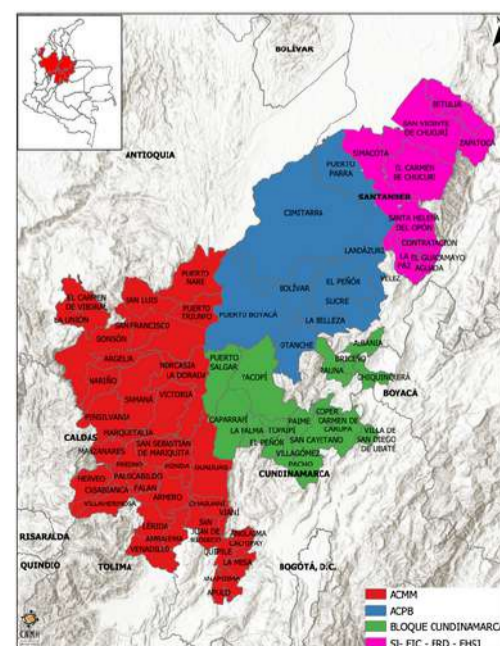 BOLÍVAR
ANTIOQUIA
BETULIA
SAN VICENTE
DE CHUCURÍ
ZAPATOCA
SIMACOTA
EL CARMEN
DE CHUCURÍ
PUERTO
PARRA
SANTANDER
CIMITARRA
SANTA HELENA
DEL OPÓN
CONTRATACIÓN
LANDÁZURI
LA
PAZ
EL GUACAMAYO
AGUADA
VÉLEZ
PUERTO
NARE
EL PEÑÓN
BOLÍVAR
SUCRE
EL CARMEN
DE VIBORAL
LA UNIÓN
SAN LUIS
PUERTO
TRIUNFO
PUERTO BOYACÁ
LA BELLEZA
SAN FRANCISCO
SONSÓN
OTANCHE
ALBANIA
ARGELIA
PUERTO
SALGAR
BRICEÑO
NORCASIA
LA DORADA
YACOPÍ
CHIQUINQUIRÁ
NARIÑO
SAMANÁ
VICTORIA
BOYACÁ
PENSILVANIA
CAPARRAPÍ
COPER
PAIME
CARMEN DE
CARUPA
MARQUETALIA
LA PALMA
TOPAIPÍ
VILLA DE
SAN DIEGO
DE UBATÉ
CALDAS
MANZANARES
SAN SEBASTIÁN
DE MARIQUITA
EL PEÑÓN
SAN CAYETANO
VILLAGÓMEZ
PACHO
FRESNO
HONDA
GUADUAS
CUNDINAMARCA
HERVEO
PALOCABILDO
CASABIANCA
FALAN
VILLAHERMOSA
ARMERO
CHAGUANÍ
VIANÍ
LÉRIDA
SAN
JUAN DE
RIOSECO
ANOLAIMA
CACHIPAY
RISARALDA
AMBALEMA
VENADILLO
QUIPILE
LA MESA
QUINDIO
TOLIMA
BOGOTÁ, D.C.
ANAPOIMA
APULO
CNMH
ACMM
ACPB
BLOQUE CUNDINAMARCA